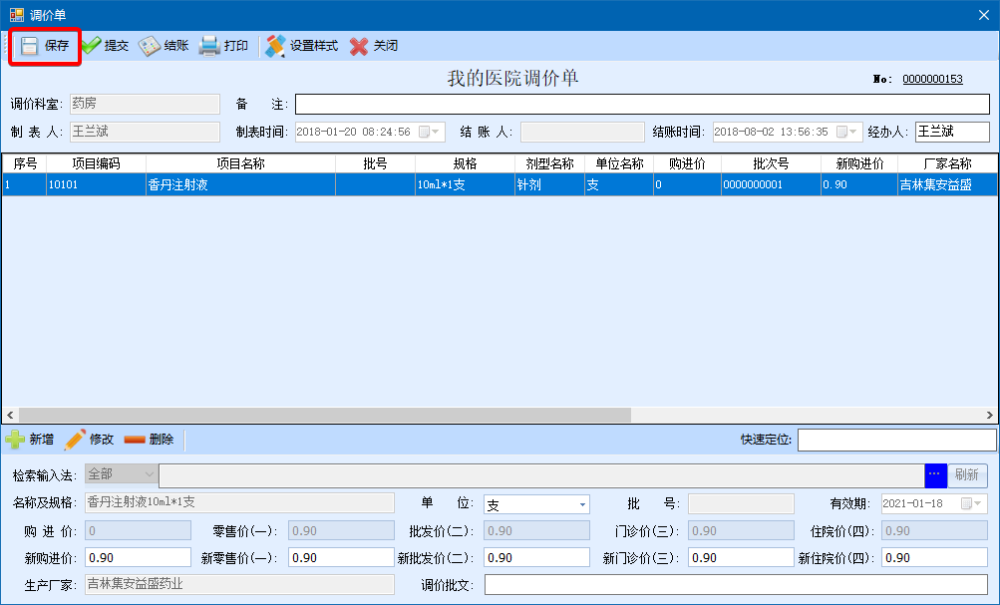 调价单
保存 提交 结账 打印 设置样式 关闭
我的医院调价单 No: 0000000153
调价科室: 药房 备 注:
制 表 人: 王兰斌 制表时间: 2018-01-20 08:24:56 结 账 人: 结账时间: 2018-08-02 13:56:35 经办人: 王兰斌
序号 项目编码 项目名称 批号 规格 剂型名称 单位名称 购进价 批次号 新购进价 厂家名称
1 10101 香丹注射液 10ml*1支 针剂 支 0 0000000001 0.90 吉林集安益盛
新增 修改 删除 快速定位:
检索输入法: 全部 ... 刷新
名称及规格: 香丹注射液10ml*1支 单 位: 支 批 号: 有效期: 2021-01-18
购 进 价: 0 零售价(一): 0.90 批发价(二): 0.90 门诊价(三): 0.90 住院价(四): 0.90
新购进价: 0.90 新零售价(一): 0.90 新批发价(二): 0.90 新门诊价(三): 0.90 新住院价(四): 0.90
生产厂家: 吉林集安益盛药业 调价批文: